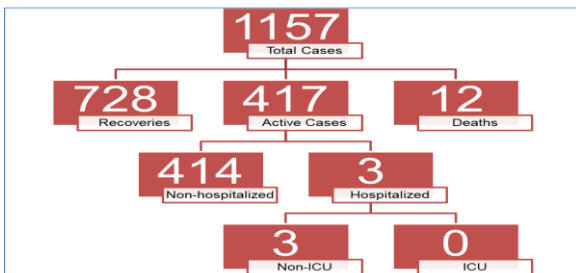 1157
Total Cases
728
Recoveries
417
Active Cases
12
Deaths
414
Non-hospitalized
3
Hospitalized
3
Non-ICU
0
ICU